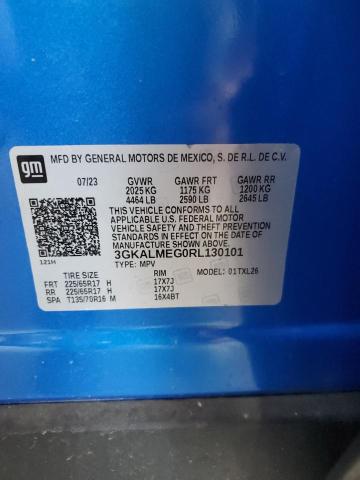 gm
MFD BY GENERAL MOTORS DE MEXICO, S. DE R.L. DE C.V.
07/23 GVWR GAWR FRT GAWR RR
2025 KG 1175 KG 1200 KG
4464 LB 2590 LB 2645 LB
THIS VEHICLE CONFORMS TO ALL
APPLICABLE U.S. FEDERAL MOTOR
VEHICLE SAFETY, BUMPER, AND
THEFT PREVENTION STANDARDS
IN EFFECT ON THE DATE OF
MANUFACTURE SHOWN ABOVE.
3GKALMEG0RL130101
121H TYPE: MPV MODEL: 01TXL26
TIRE SIZE RIM
FRT 225/65R17 H 17X7J
RR 225/65R17 H 17X7J
SPA T135/70R16 M 16X4BT